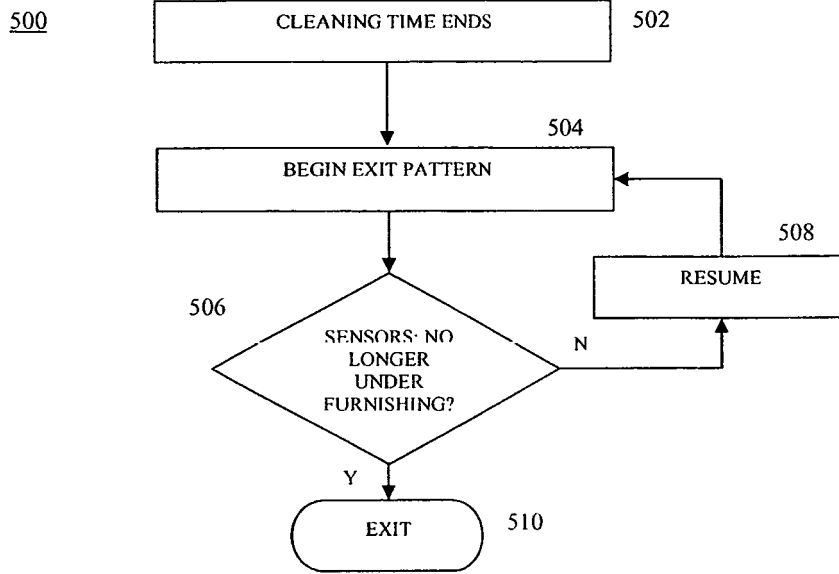 500
CLEANING TIME ENDS
502
504
BEGIN EXIT PATTERN
508
RESUME
506
SENSORS: NO
LONGER
UNDER
FURNISHING?
N
Y
EXIT
510